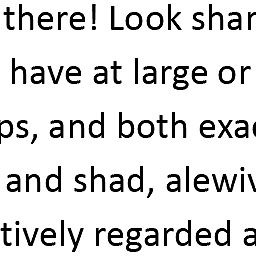 there! Look shar
have at large or
ps, and both exac
and shad, alewiv
tively regarded a